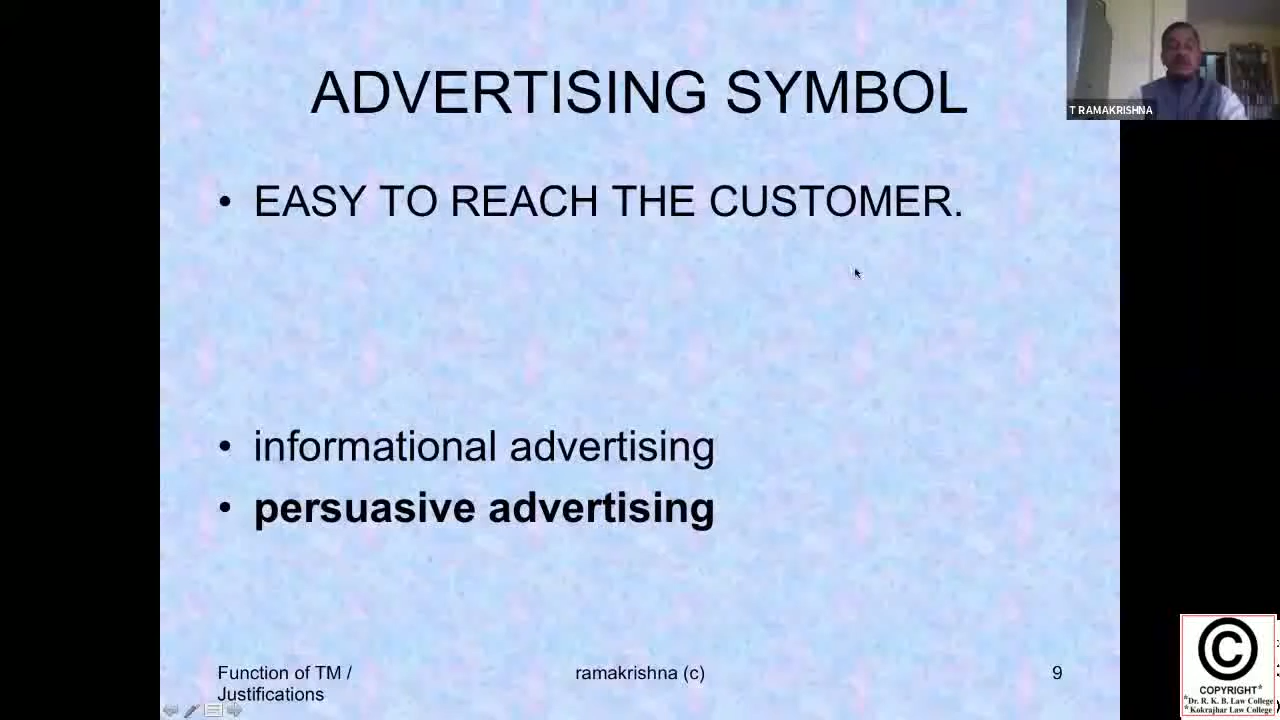 ADVERTISING SYMBOL
T RAMAKRISHNA
• EASY TO REACH THE CUSTOMER.
• informational advertising
• persuasive advertising
Function of TM /
Justifications
ramakrishna (c)
9
©
COPYRIGHT*
*Dr. R. K. B. Law College
*Kokrajhar Law College